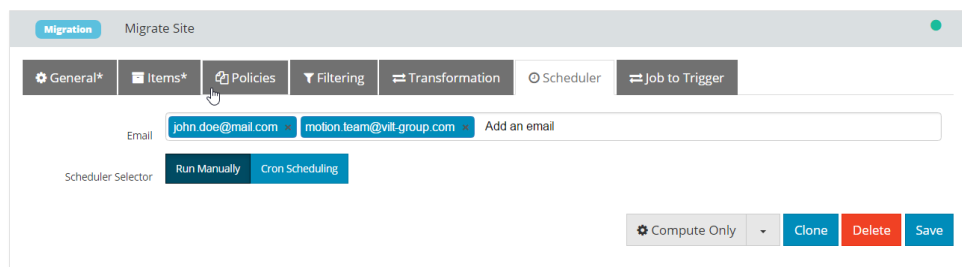 Migration Migrate Site
General* Items* Policies Filtering Transformation Scheduler Job to Trigger
Email john.doe@mail.com × motion.team@vilt-group.com × Add an email
Scheduler Selector Run Manually Cron Scheduling
Compute Only Clone Delete Save